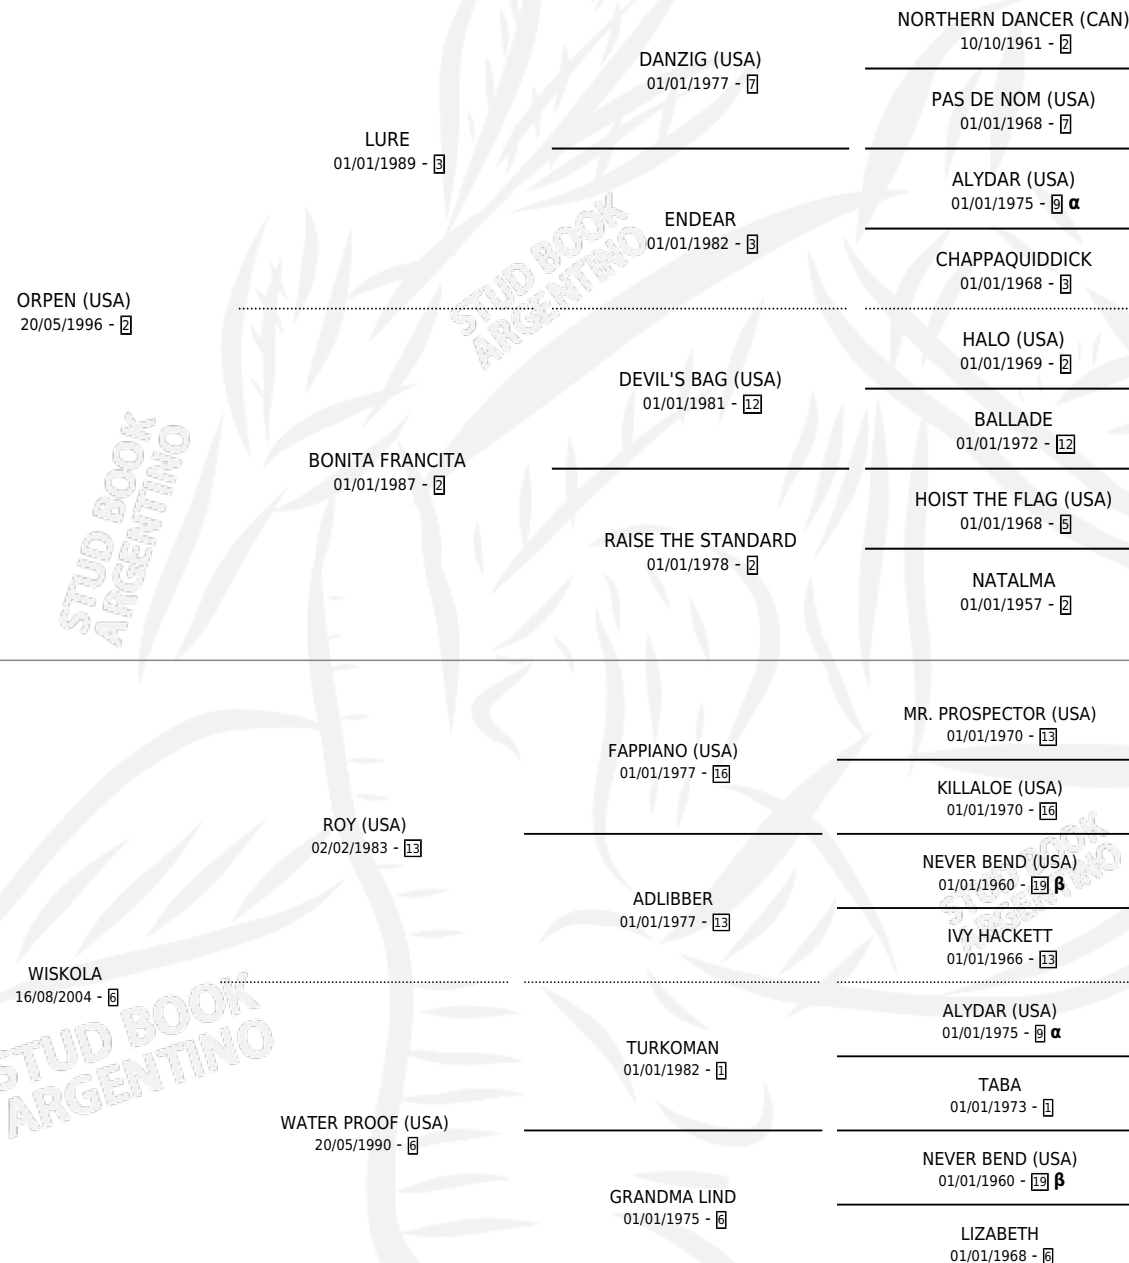 NORTHERN DANCER (CAN)
10/10/1961 - 2
DANZIG (USA)
01/01/1977 - 7
PAS DE NOM (USA)
01/01/1968 - 7
LURE
01/01/1989 - 3
ALYDAR (USA)
01/01/1975 - 9 α
ENDEAR
01/01/1982 - 3
CHAPPAQUIDDICK
01/01/1968 - 3
ORPEN (USA)
20/05/1996 - 2
HALO (USA)
01/01/1969 - 2
DEVIL'S BAG (USA)
01/01/1981 - 12
BALLADE
01/01/1972 - 12
BONITA FRANCITA
01/01/1987 - 2
HOIST THE FLAG (USA)
01/01/1968 - 5
RAISE THE STANDARD
01/01/1978 - 2
NATALMA
01/01/1957 - 2
MR. PROSPECTOR (USA)
01/01/1970 - 13
FAPPIANO (USA)
01/01/1977 - 16
KILLALOE (USA)
01/01/1970 - 16
ROY (USA)
02/02/1983 - 13
NEVER BEND (USA)
01/01/1960 - 19 β
ADLIBBER
01/01/1977 - 13
IVY HACKETT
01/01/1966 - 13
WISKOLA
16/08/2004 - 6
ALYDAR (USA)
01/01/1975 - 9 α
TURKOMAN
01/01/1982 - 1
TABA
01/01/1973 - 1
WATER PROOF (USA)
20/05/1990 - 6
NEVER BEND (USA)
01/01/1960 - 19 β
GRANDMA LIND
01/01/1975 - 6
LIZABETH
01/01/1968 - 6
STUD BOOK
ARGENTINO
STUD BOOK
ARGENTINO
STUD BOOK
ARGENTINO
STUD BOOK
ARGENTINO